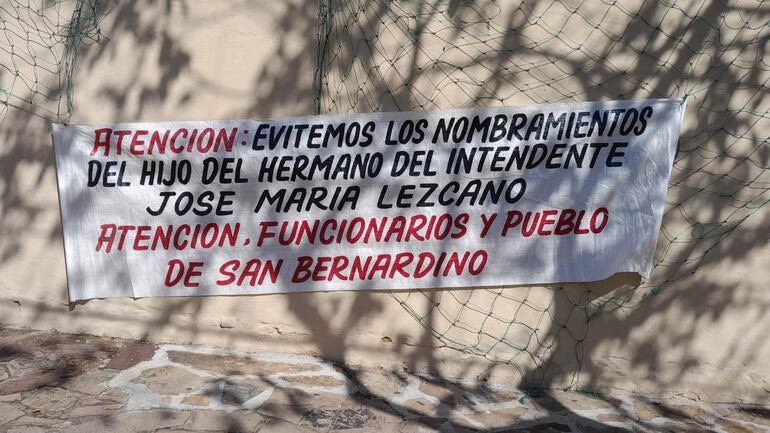 ATENCION: EVITEMOS LOS NOMBRAMIENTOS
DEL HIJO DEL HERMANO DEL INTENDENTE
JOSE MARIA LEZCANO
ATENCION, FUNCIONARIOS Y PUEBLO
DE SAN BERNARDINO